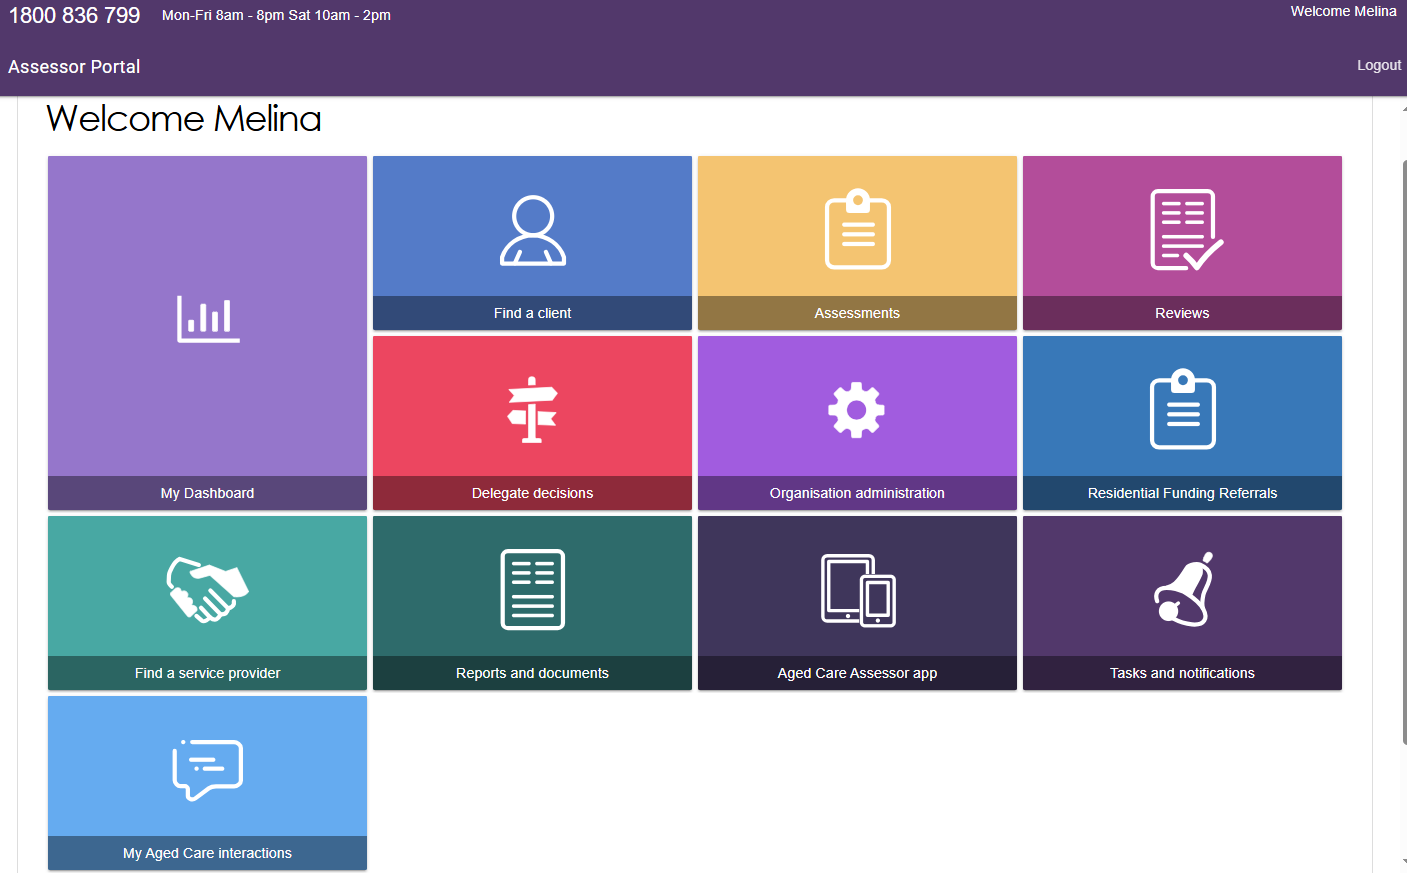 1800 836 799 Mon-Fri 8am - 8pm Sat 10am - 2pm Welcome Melina
Assessor Portal Logout
Welcome Melina
Find a client
Assessments
Reviews
My Dashboard
Delegate decisions
Organisation administration
Residential Funding Referrals
Find a service provider
Reports and documents
Aged Care Assessor app
Tasks and notifications
My Aged Care interactions